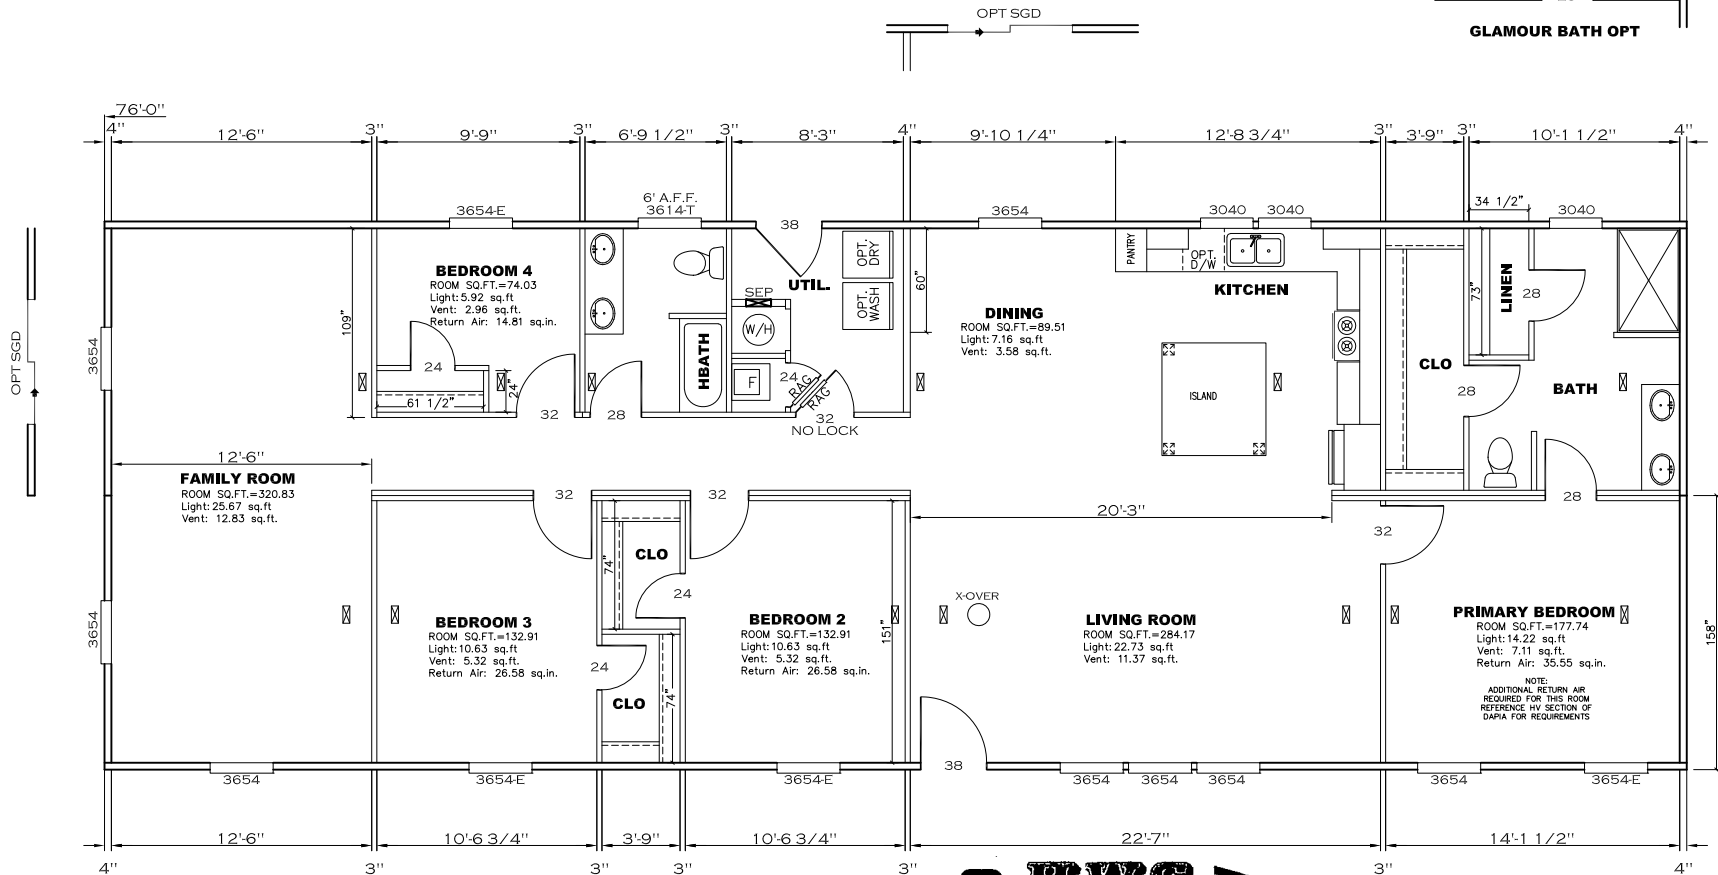 OPT SGD
GLAMOUR BATH OPT
76'-0"
4" 12'-6" 3" 9'-9" 3" 6'-9 1/2" 3" 8'-3" 4" 9'-10 1/4" 12'-8 3/4" 3" 3'-9" 3" 10'-1 1/2" 4"
6' A.F.F.
3654-E 3614-T 38 3654 3040 3040 34 1/2" 3040
OPT SGD
3654
3654
109"
BEDROOM 4
ROOM SQ.FT.=74.03
Light: 5.92 sq.ft
Vent: 2.96 sq.ft.
Return Air: 14.81 sq.in.
24
61 1/2"
24"
32
28
HBATH
UTIL.
SEP
W/H
F
24
RAG
RAG
32
NO LOCK
OPT.
DRY
OPT.
WASH
60"
DINING
ROOM SQ.FT.=89.51
Light: 7.16 sq.ft
Vent: 3.58 sq.ft.
PANTRY
OPT.
D/W
KITCHEN
ISLAND
CLO
28
73"
LINEN
28
BATH
28
12'-6"
FAMILY ROOM
ROOM SQ.FT.=320.83
Light: 25.67 sq.ft
Vent: 12.83 sq.ft.
32
32
20'-3"
32
BEDROOM 3
ROOM SQ.FT.=132.91
Light: 10.63 sq.ft
Vent: 5.32 sq.ft.
Return Air: 26.58 sq.in.
74"
CLO
24
24
CLO
74"
BEDROOM 2
ROOM SQ.FT.=132.91
Light: 10.63 sq.ft
Vent: 5.32 sq.ft.
Return Air: 26.58 sq.in.
151"
X-OVER
LIVING ROOM
ROOM SQ.FT.=284.17
Light: 22.73 sq.ft
Vent: 11.37 sq.ft.
PRIMARY BEDROOM
ROOM SQ.FT.=177.74
Light: 14.22 sq.ft
Vent: 7.11 sq.ft.
Return Air: 35.55 sq.in.
NOTE:
ADDITIONAL RETURN AIR
REQUIRED FOR THIS ROOM
REFERENCE HV SECTION OF
DAPIA FOR REQUIREMENTS
158"
3654 3654-E 3654-E 38 3654 3654 3654 3654 3654-E
12'-6" 10'-6 3/4" 3'-9" 10'-6 3/4" 22'-7" 14'-1 1/2"
4" 3" 3" 3" 3" 3" 4"